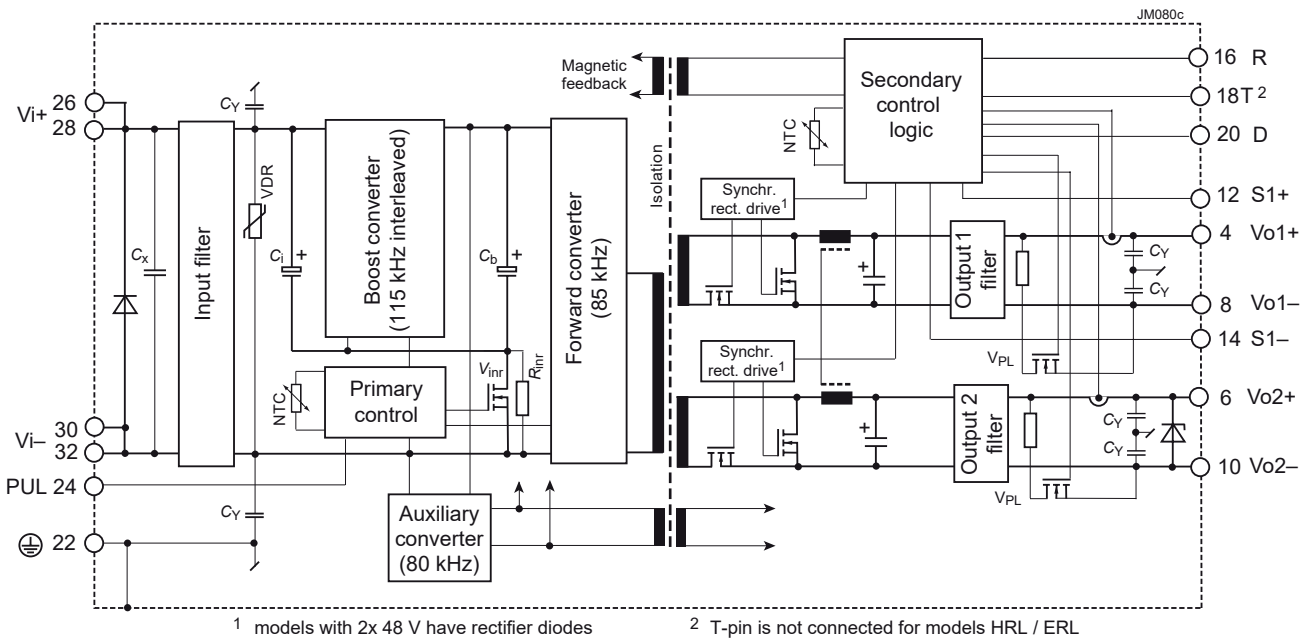 JM080c
Vi+
26
28
Vi–
30
32
PUL 24
22
CY
Cx
Input filter
VDR
CY
Ci
+
Boost converter
(115 kHz interleaved)
Cb
+
Forward converter
(85 kHz)
NTC
Primary
control
Vinr
Rinr
Auxiliary
converter
(80 kHz)
Magnetic
feedback
Isolation
Secondary
control
logic
NTC
Synchr.
rect. drive1
+
Output 1
filter
VPL
CY
CY
Synchr.
rect. drive1
+
Output 2
filter
VPL
CY
CY
16 R
18T 2
20 D
12 S1+
4 Vo1+
8 Vo1–
14 S1–
6 Vo2+
10 Vo2–
1 models with 2x 48 V have rectifier diodes
2 T-pin is not connected for models HRL / ERL